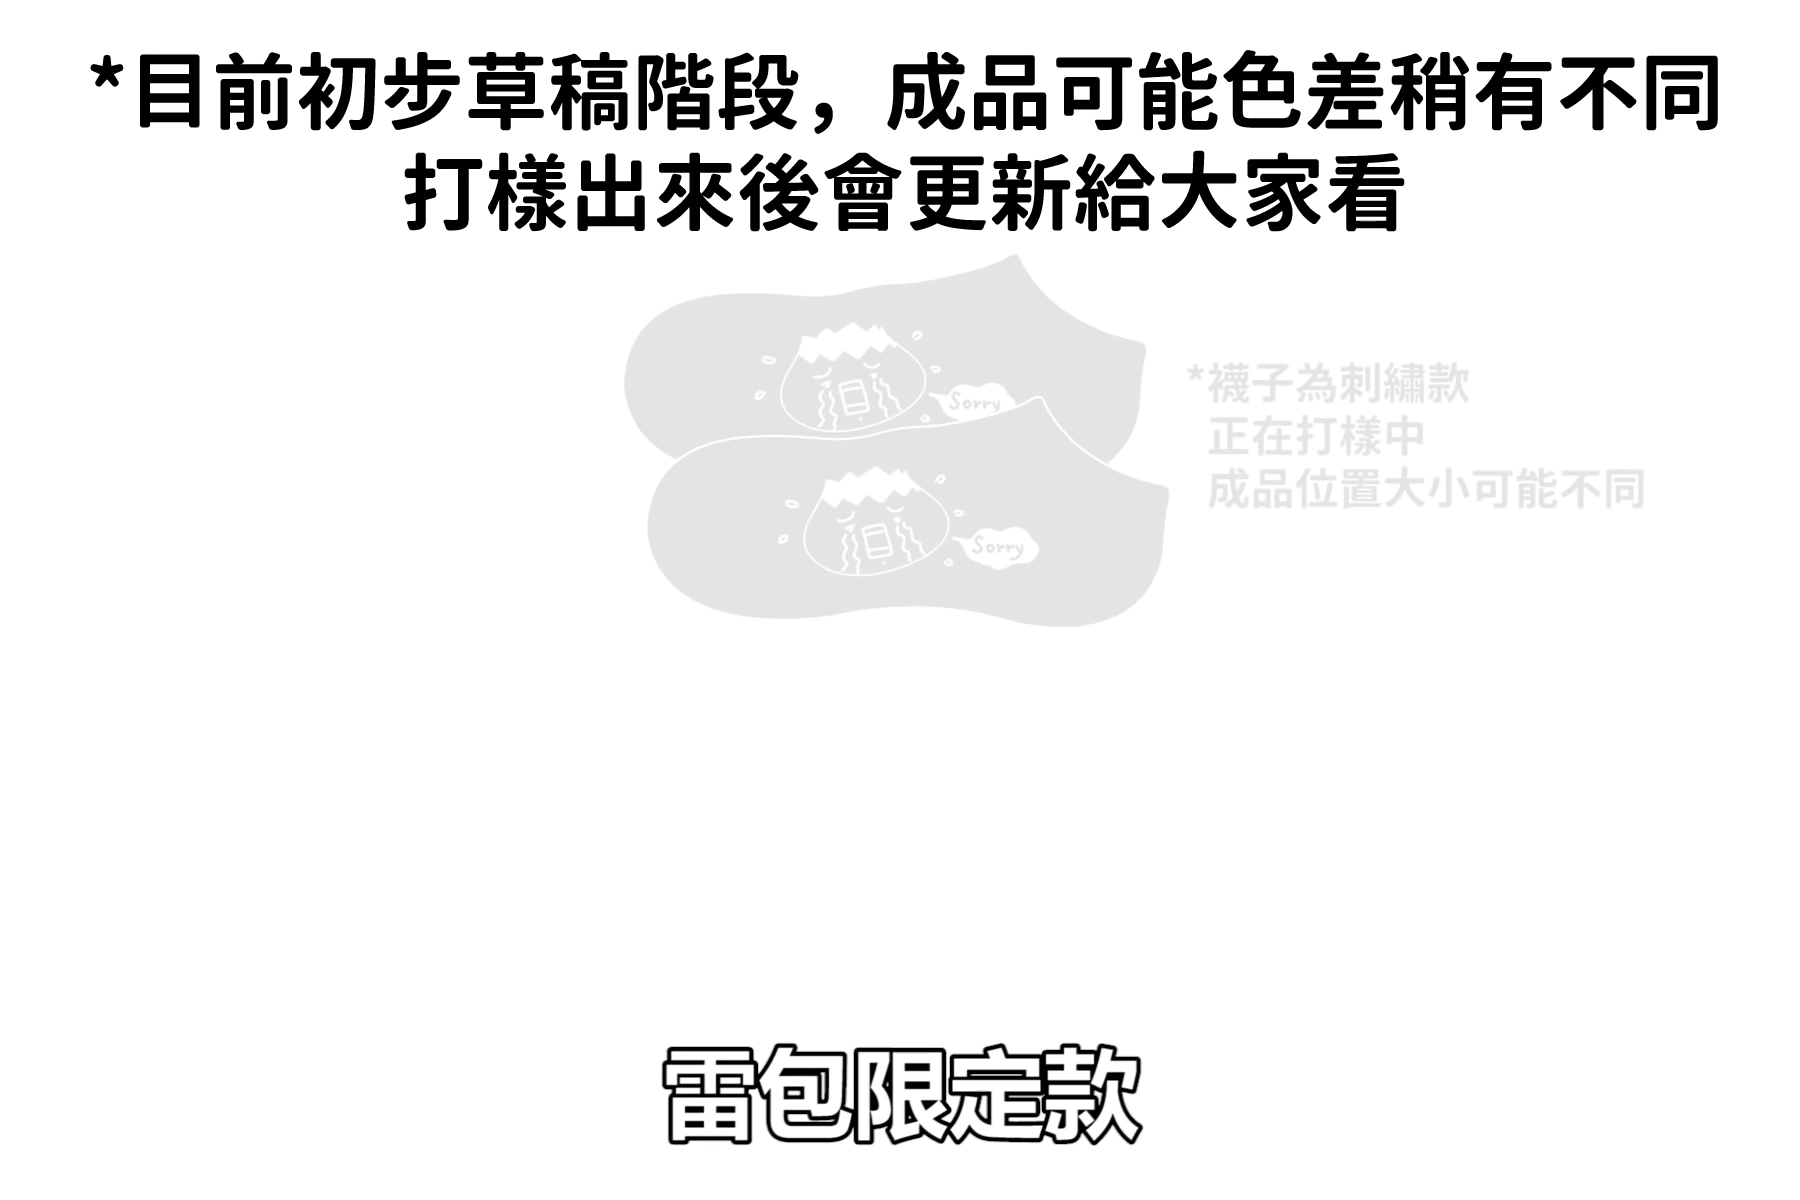 *目前初步草稿階段，成品可能色差稍有不同
打樣出來後會更新給大家看
Sorry
*襪子為刺繡款
正在打樣中
成品位置大小可能不同
Sorry
雷包限定款